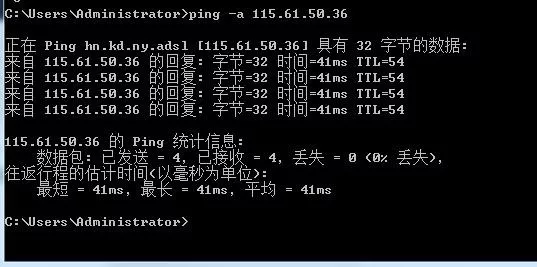 C:\Users\Administrator>ping -a 115.61.50.36
正在 Ping hn.kd.ny.adsl [115.61.50.36] 具有 32 字节的数据:
来自 115.61.50.36 的回复: 字节=32 时间=41ms TTL=54
来自 115.61.50.36 的回复: 字节=32 时间=41ms TTL=54
来自 115.61.50.36 的回复: 字节=32 时间=41ms TTL=54
来自 115.61.50.36 的回复: 字节=32 时间=41ms TTL=54
115.61.50.36 的 Ping 统计信息:
数据包: 已发送 = 4, 已接收 = 4, 丢失 = 0 (0% 丢失),
往返行程的估计时间(以毫秒为单位):
最短 = 41ms, 最长 = 41ms, 平均 = 41ms
C:\Users\Administrator>